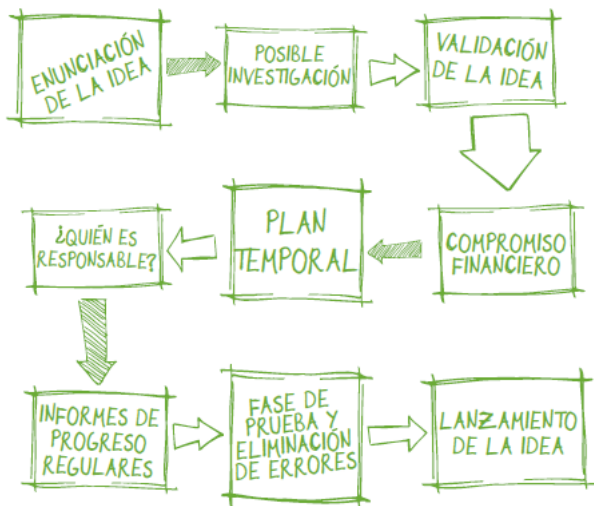 ENUNCIACIÓN
DE LA IDEA
POSIBLE
INVESTIGACIÓN
VALIDACIÓN
DE LA IDEA
COMPROMISO
FINANCIERO
PLAN
TEMPORAL
¿QUIÉN ES
RESPONSABLE?
INFORMES DE
PROGRESO
REGULARES
FASE DE
PRUEBA Y
ELIMINACIÓN
DE ERRORES
LANZAMIENTO
DE LA IDEA